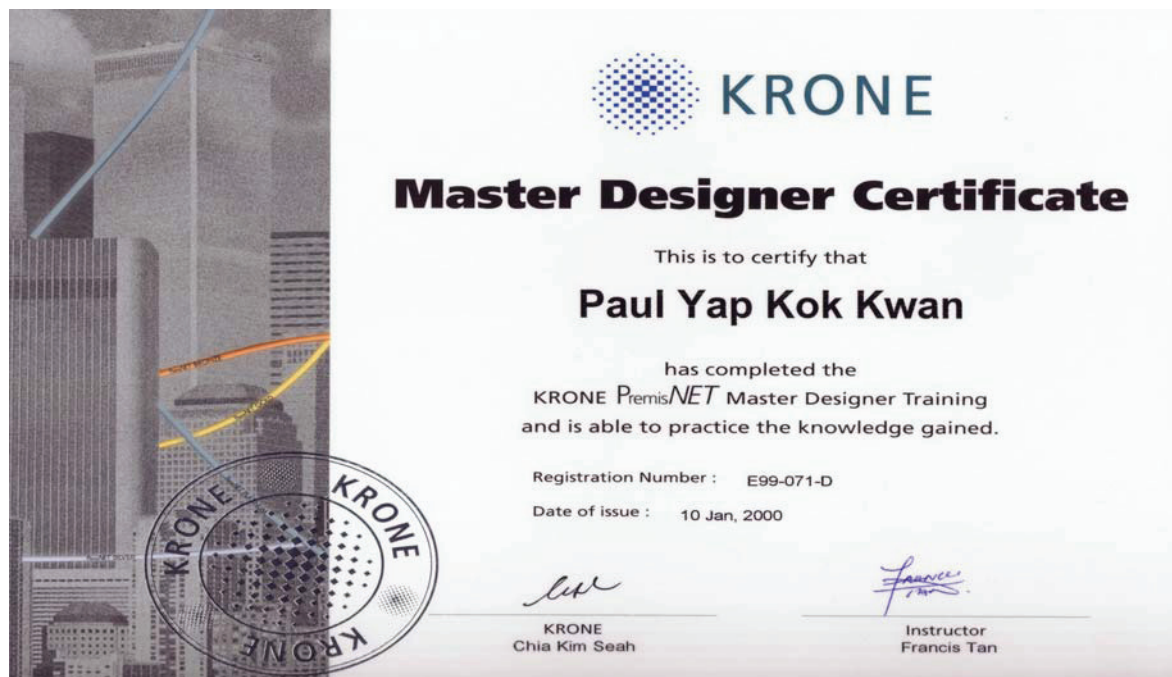 KRONE
Master Designer Certificate
This is to certify that
Paul Yap Kok Kwan
has completed the
KRONE PremisNET Master Designer Training
and is able to practice the knowledge gained.
Registration Number : E99-071-D
Date of issue : 10 Jan, 2000
KRONE
Chia Kim Seah
Francis
Tan
Instructor
Francis Tan
KRONE
KRONE
KRONE